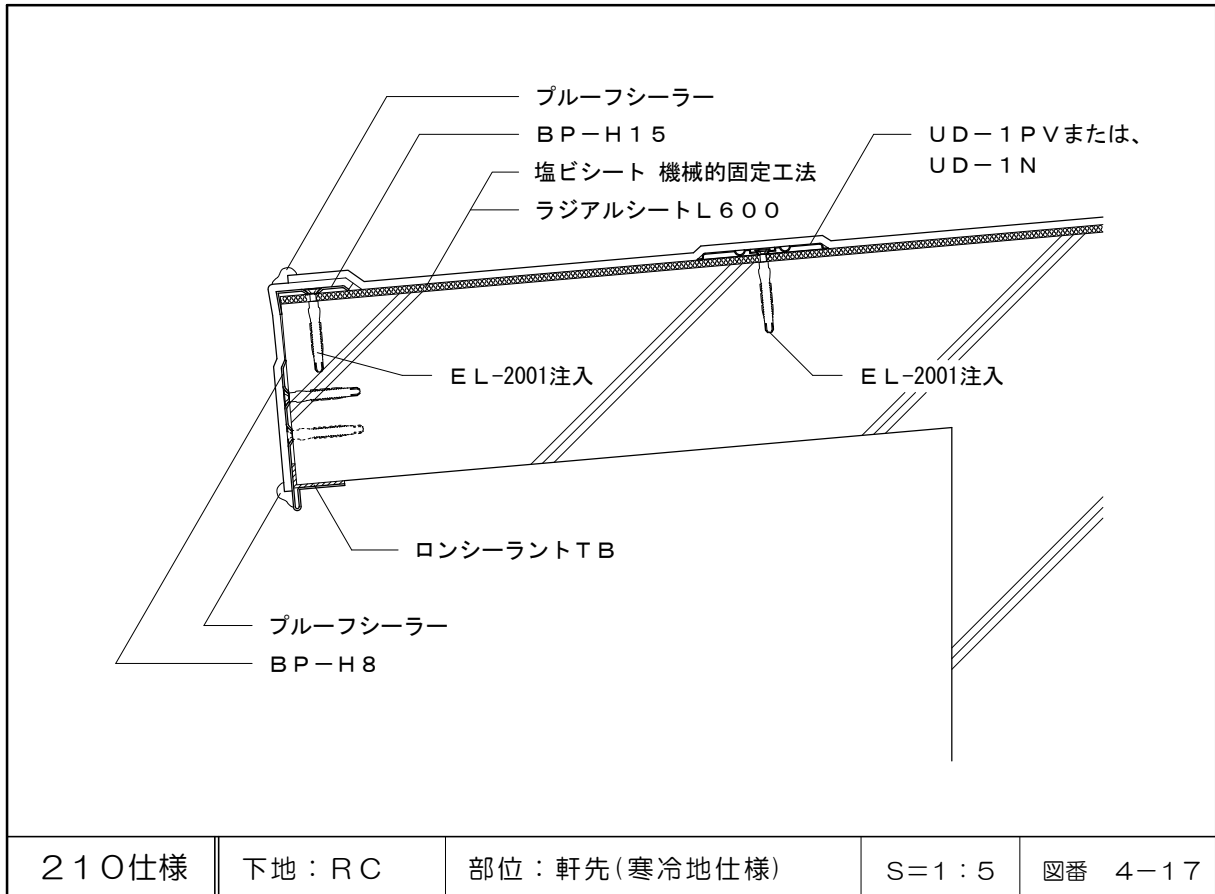 プルーフシーラー
ＢＰ－Ｈ１５
塩ビシート 機械的固定工法
ラジアルシートＬ６００
ＵＤ－１ＰＶまたは、
ＵＤ－１Ｎ
ＥＬ-2001注入
ＥＬ-2001注入
ロンシーラントＴＢ
プルーフシーラー
ＢＰ－Ｈ８
２１０仕様
下地：ＲＣ
部位：軒先(寒冷地仕様)
Ｓ＝１：５
図番 ４－１７